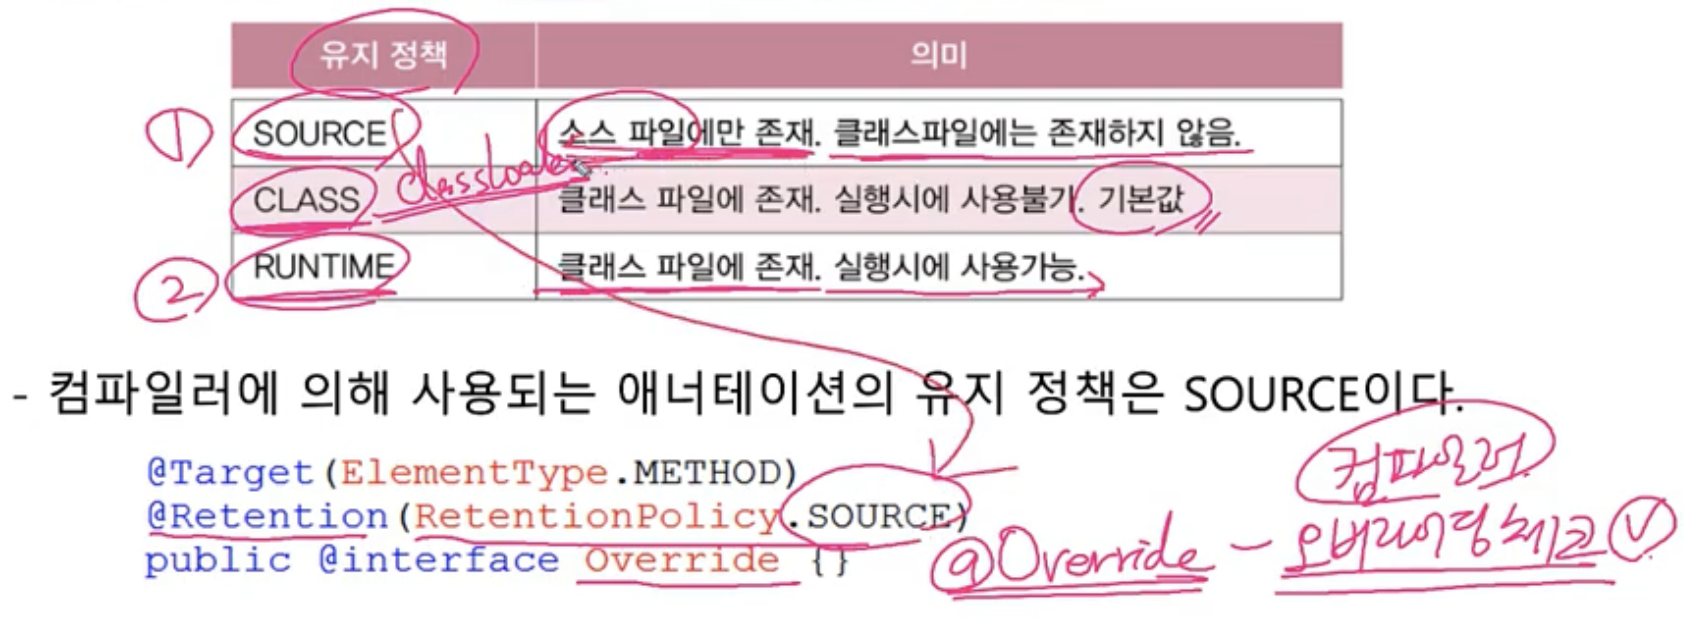 유지 정책 의미
① SOURCE 소스 파일에만 존재. 클래스파일에는 존재하지 않음.
CLASS classLoader 클래스 파일에 존재. 실행시에 사용불가. 기본값
② RUNTIME 클래스 파일에 존재. 실행시에 사용가능.
- 컴파일러에 의해 사용되는 애너테이션의 유지 정책은 SOURCE이다.
@Target(ElementType.METHOD)
@Retention(RetentionPolicy.SOURCE)
public @interface Override {}
컴파일러
@Override - 오버라이딩 체크